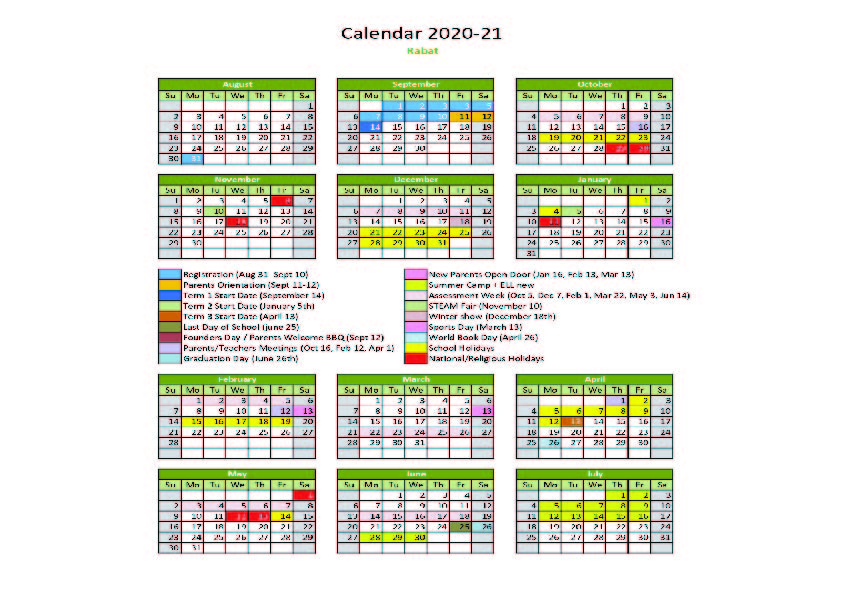 Calendar 2020-21
Rabat
August
Su Mo Tu We Th Fr Sa
1
2 3 4 5 6 7 8
9 10 11 12 13 14 15
16 17 18 19 20 21 22
23 24 25 26 27 28 29
30 31
September
Su Mo Tu We Th Fr Sa
1 2 3 4 5
6 7 8 9 10 11 12
13 14 15 16 17 18 19
20 21 22 23 24 25 26
27 28 29 30
October
Su Mo Tu We Th Fr Sa
1 2 3
4 5 6 7 8 9 10
11 12 13 14 15 16 17
18 19 20 21 22 23 24
25 26 27 28 29 30 31
November
Su Mo Tu We Th Fr Sa
1 2 3 4 5 6 7
8 9 10 11 12 13 14
15 16 17 18 19 20 21
22 23 24 25 26 27 28
29 30
December
Su Mo Tu We Th Fr Sa
1 2 3 4 5
6 7 8 9 10 11 12
13 14 15 16 17 18 19
20 21 22 23 24 25 26
27 28 29 30 31
January
Su Mo Tu We Th Fr Sa
1 2
3 4 5 6 7 8 9
10 11 12 13 14 15 16
17 18 19 20 21 22 23
24 25 26 27 28 29 30
31
Registration (Aug 31 -Sept 10)
Parents Orientation (Sept 11-12)
Term 1 Start Date (September 14)
Term 2 Start Date (January 5th)
Term 3 Start Date (April 13)
Last Day of School (june 25)
Founders Day / Parents Welcome BBQ (Sept 12)
Parents/Teachers Meetings (Oct 16, Feb 12, Apr 1)
Graduation Day (June 26th)
New Parents Open Door (Jan 16, Feb 13, Mar 13)
Summer Camp + ELL new
Assessment Week (Oct 5, Dec 7, Feb 1, Mar 22, May 3, Jun 14)
STEAM Fair (November 10)
Winter show (December 18th)
Sports Day (March 13)
World Book Day (April 26)
School Holidays
National/Religious Holidays
February
Su Mo Tu We Th Fr Sa
1 2 3 4 5 6
7 8 9 10 11 12 13
14 15 16 17 18 19 20
21 22 23 24 25 26 27
28
March
Su Mo Tu We Th Fr Sa
1 2 3 4 5 6
7 8 9 10 11 12 13
14 15 16 17 18 19 20
21 22 23 24 25 26 27
28 29 30 31
April
Su Mo Tu We Th Fr Sa
1 2 3
4 5 6 7 8 9 10
11 12 13 14 15 16 17
18 19 20 21 22 23 24
25 26 27 28 29 30
May
Su Mo Tu We Th Fr Sa
1
2 3 4 5 6 7 8
9 10 11 12 13 14 15
16 17 18 19 20 21 22
23 24 25 26 27 28 29
30 31
June
Su Mo Tu We Th Fr Sa
1 2 3 4 5
6 7 8 9 10 11 12
13 14 15 16 17 18 19
20 21 22 23 24 25 26
27 28 29 30
July
Su Mo Tu We Th Fr Sa
1 2 3
4 5 6 7 8 9 10
11 12 13 14 15 16 17
18 19 20 21 22 23 24
25 26 27 28 29 30 31